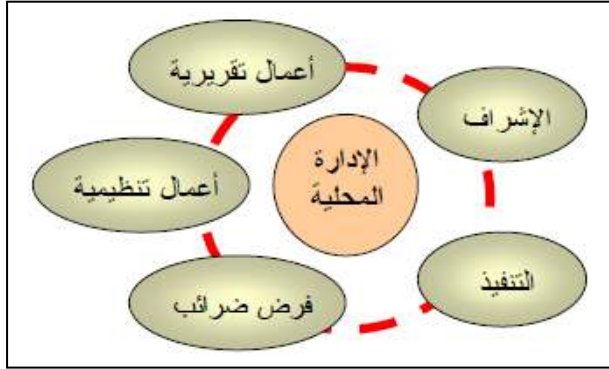 أعمال تقريرية
الإشراف
الإدارة
المحلية
أعمال تنظيمية
التنفيذ
فرض ضرائب